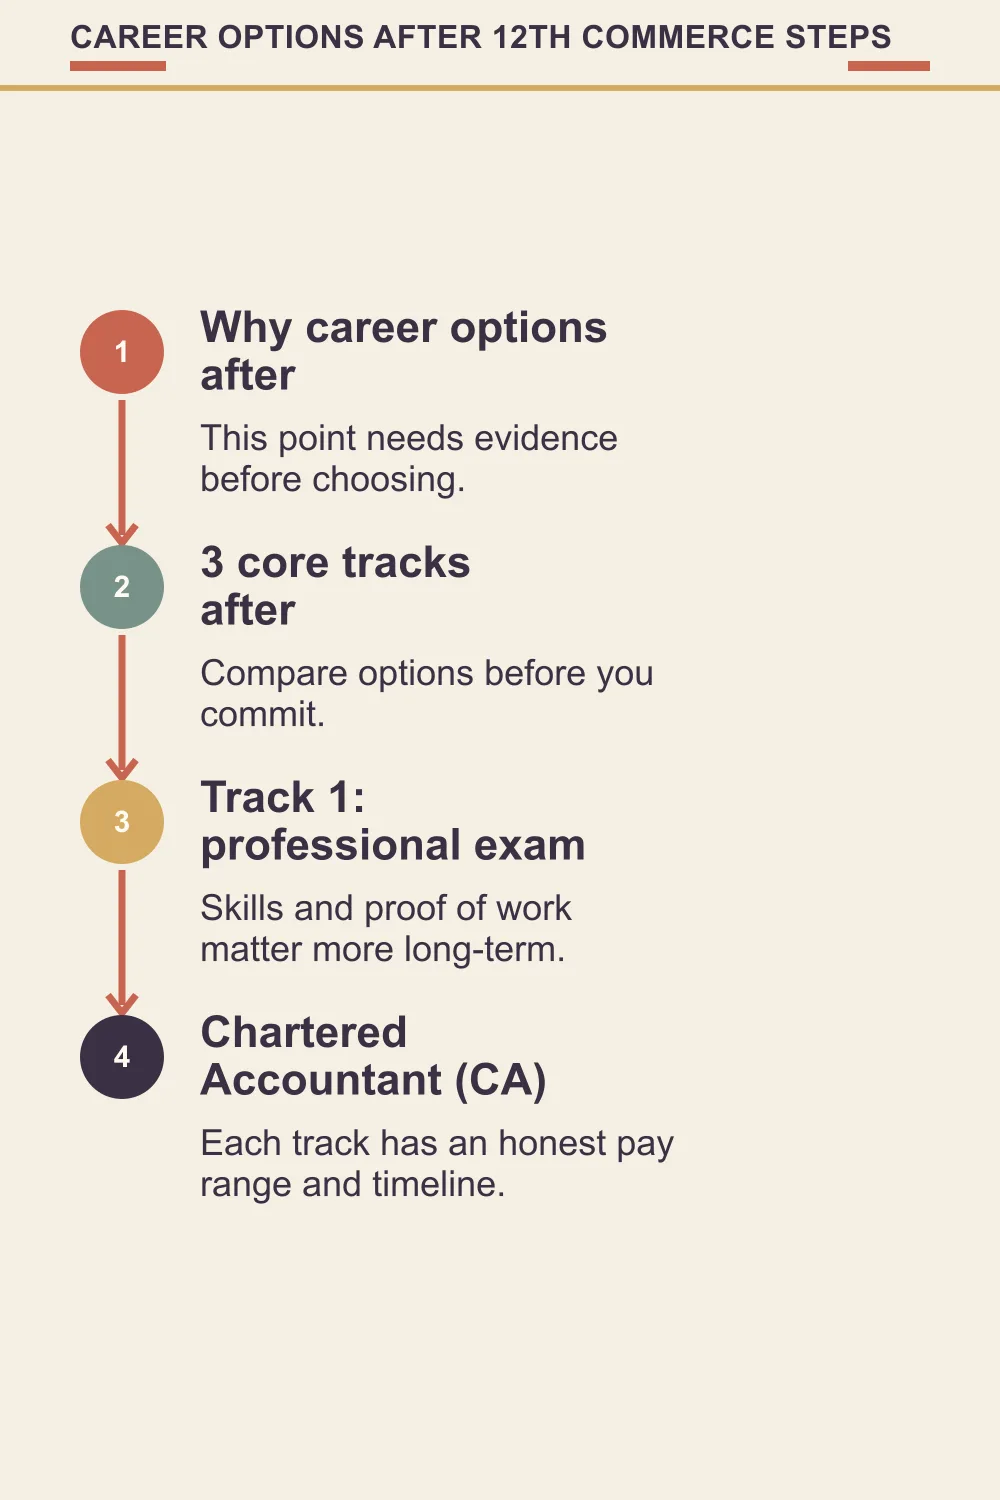 CAREER OPTIONS AFTER 12TH COMMERCE STEPS
1
Why career options
after
This point needs evidence
before choosing.
2
3 core tracks
after
Compare options before you
commit.
3
Track 1:
professional exam
Skills and proof of work
matter more long-term.
4
Chartered
Accountant (CA)
Each track has an honest pay
range and timeline.